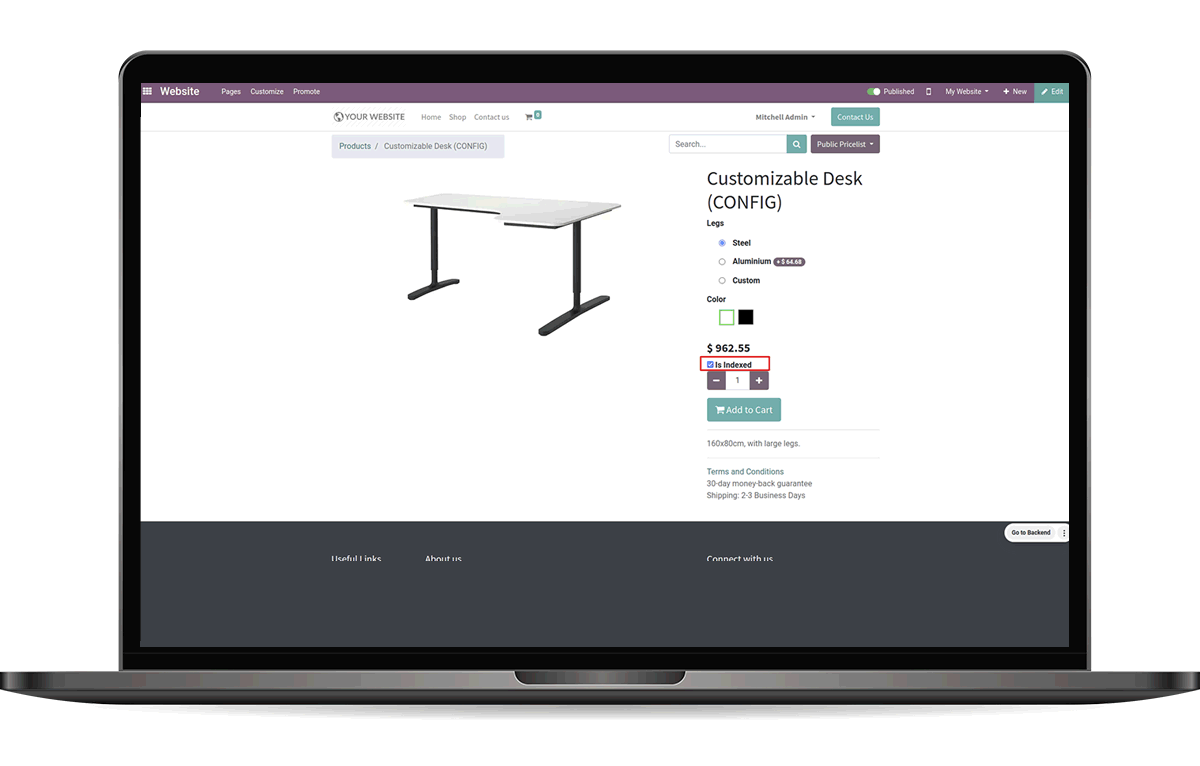 Website Pages Customize Promote Published My Website + New Edit
YOUR WEBSITE Home Shop Contact us 0 Mitchell Admin Contact Us
Products / Customizable Desk (CONFIG) Search... Public Pricelist
Customizable Desk
(CONFIG)
Legs
Steel
Aluminium + $ 64.68
Custom
Color
$ 962.55
Is Indexed
1
Add to Cart
160x80cm, with large legs.
Terms and Conditions
30-day money-back guarantee
Shipping: 2-3 Business Days
Go to Backend
Useful Links About us Connect with us